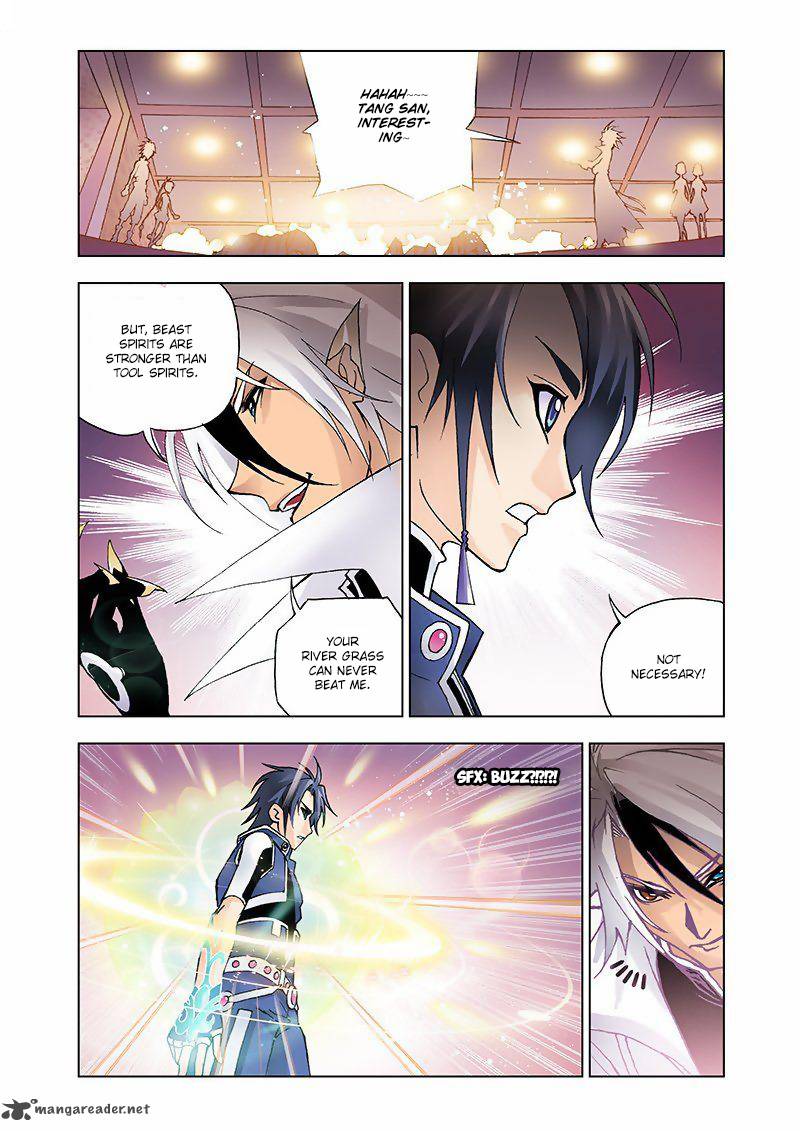 HAHAH~~~
TANG SAN,
INTEREST-
ING~
BUT, BEAST
SPIRITS ARE
STRONGER THAN
TOOL SPIRITS.
YOUR
RIVER GRASS
CAN NEVER
BEAT ME.
NOT
NECESSARY!
SFX: BUZZ?!?!?!
mangareader.net